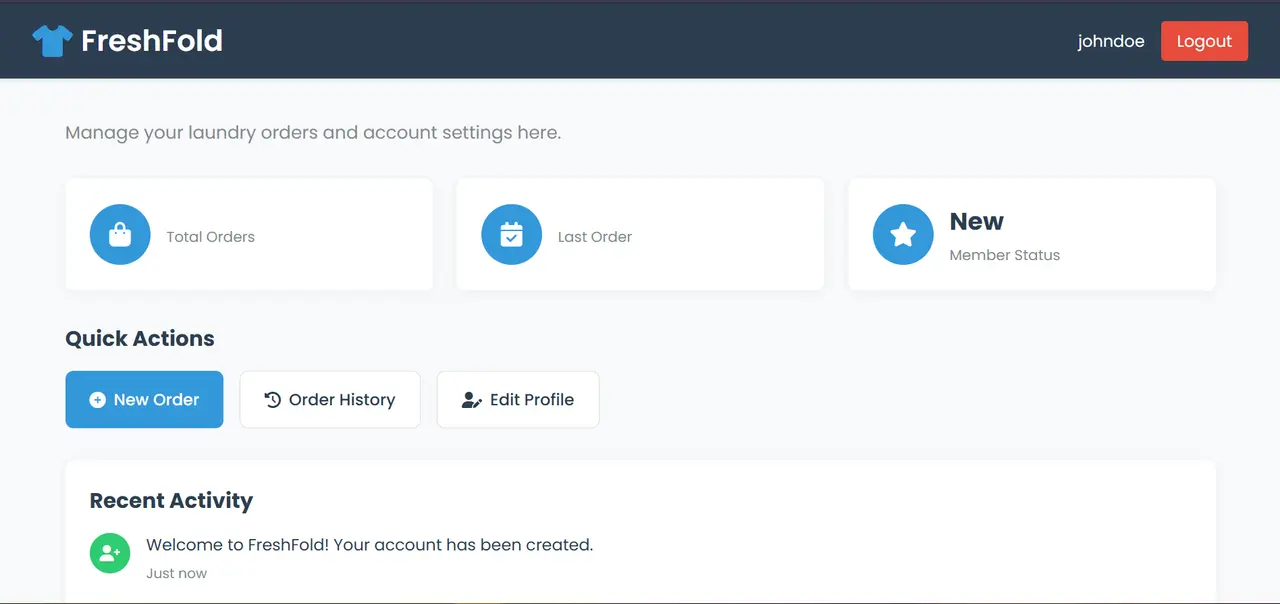 FreshFold
johndoe
Logout
Manage your laundry orders and account settings here.
Total Orders
Last Order
New
Member Status
Quick Actions
New Order
Order History
Edit Profile
Recent Activity
Welcome to FreshFold! Your account has been created.
Just now